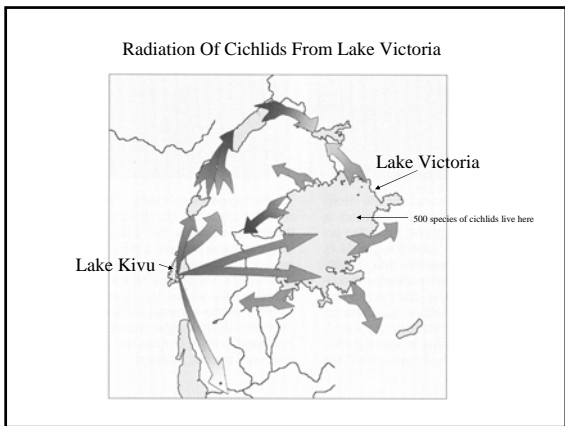 Radiation Of Cichlids From Lake Victoria
Lake Victoria
500 species of cichlids live here
Lake Kivu